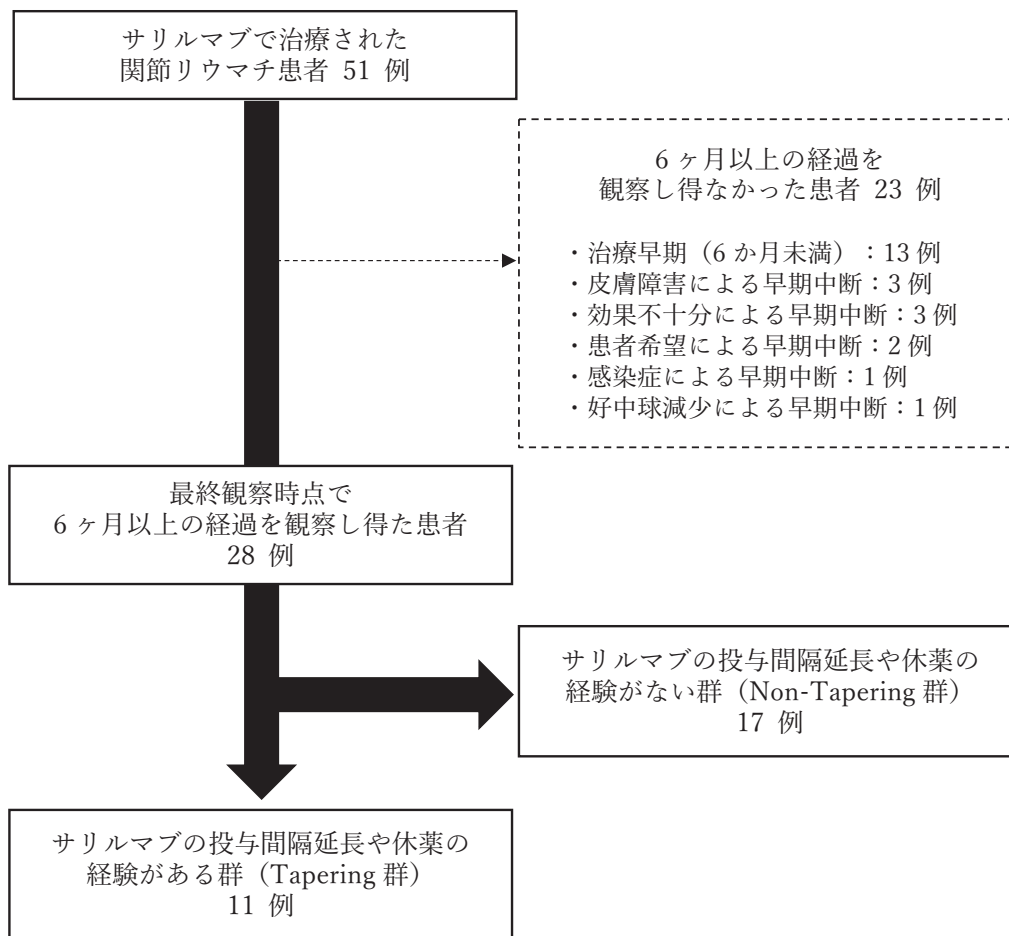 サリルマブで治療された
関節リウマチ患者 51 例
6 ヶ月以上の経過を
観察し得なかった患者 23 例
・治療早期（6 か月未満）：13 例
・皮膚障害による早期中断：3 例
・効果不十分による早期中断：3 例
・患者希望による早期中断：2 例
・感染症による早期中断：1 例
・好中球減少による早期中断：1 例
最終観察時点で
6 ヶ月以上の経過を観察し得た患者
28 例
サリルマブの投与間隔延長や休薬の
経験がない群（Non-Tapering 群）
17 例
サリルマブの投与間隔延長や休薬の
経験がある群（Tapering 群）
11 例